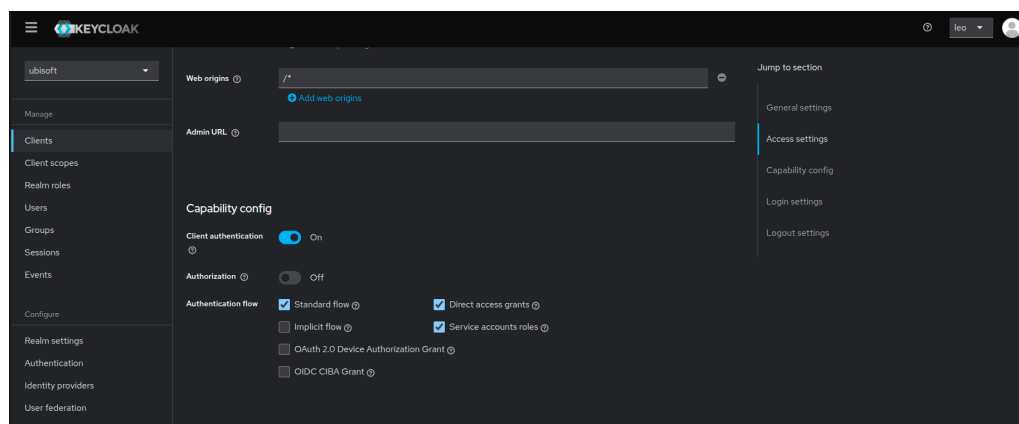 KEYCLOAK
leo
ubisoft
Manage
Clients
Client scopes
Realm roles
Users
Groups
Sessions
Events
Configure
Realm settings
Authentication
Identity providers
User federation
Web origins
/*
Add web origins
Admin URL
Capability config
Client authentication
On
Authorization
Off
Authentication flow
Standard flow
Direct access grants
Implicit flow
Service accounts roles
OAuth 2.0 Device Authorization Grant
OIDC CIBA Grant
Jump to section
General settings
Access settings
Capability config
Login settings
Logout settings